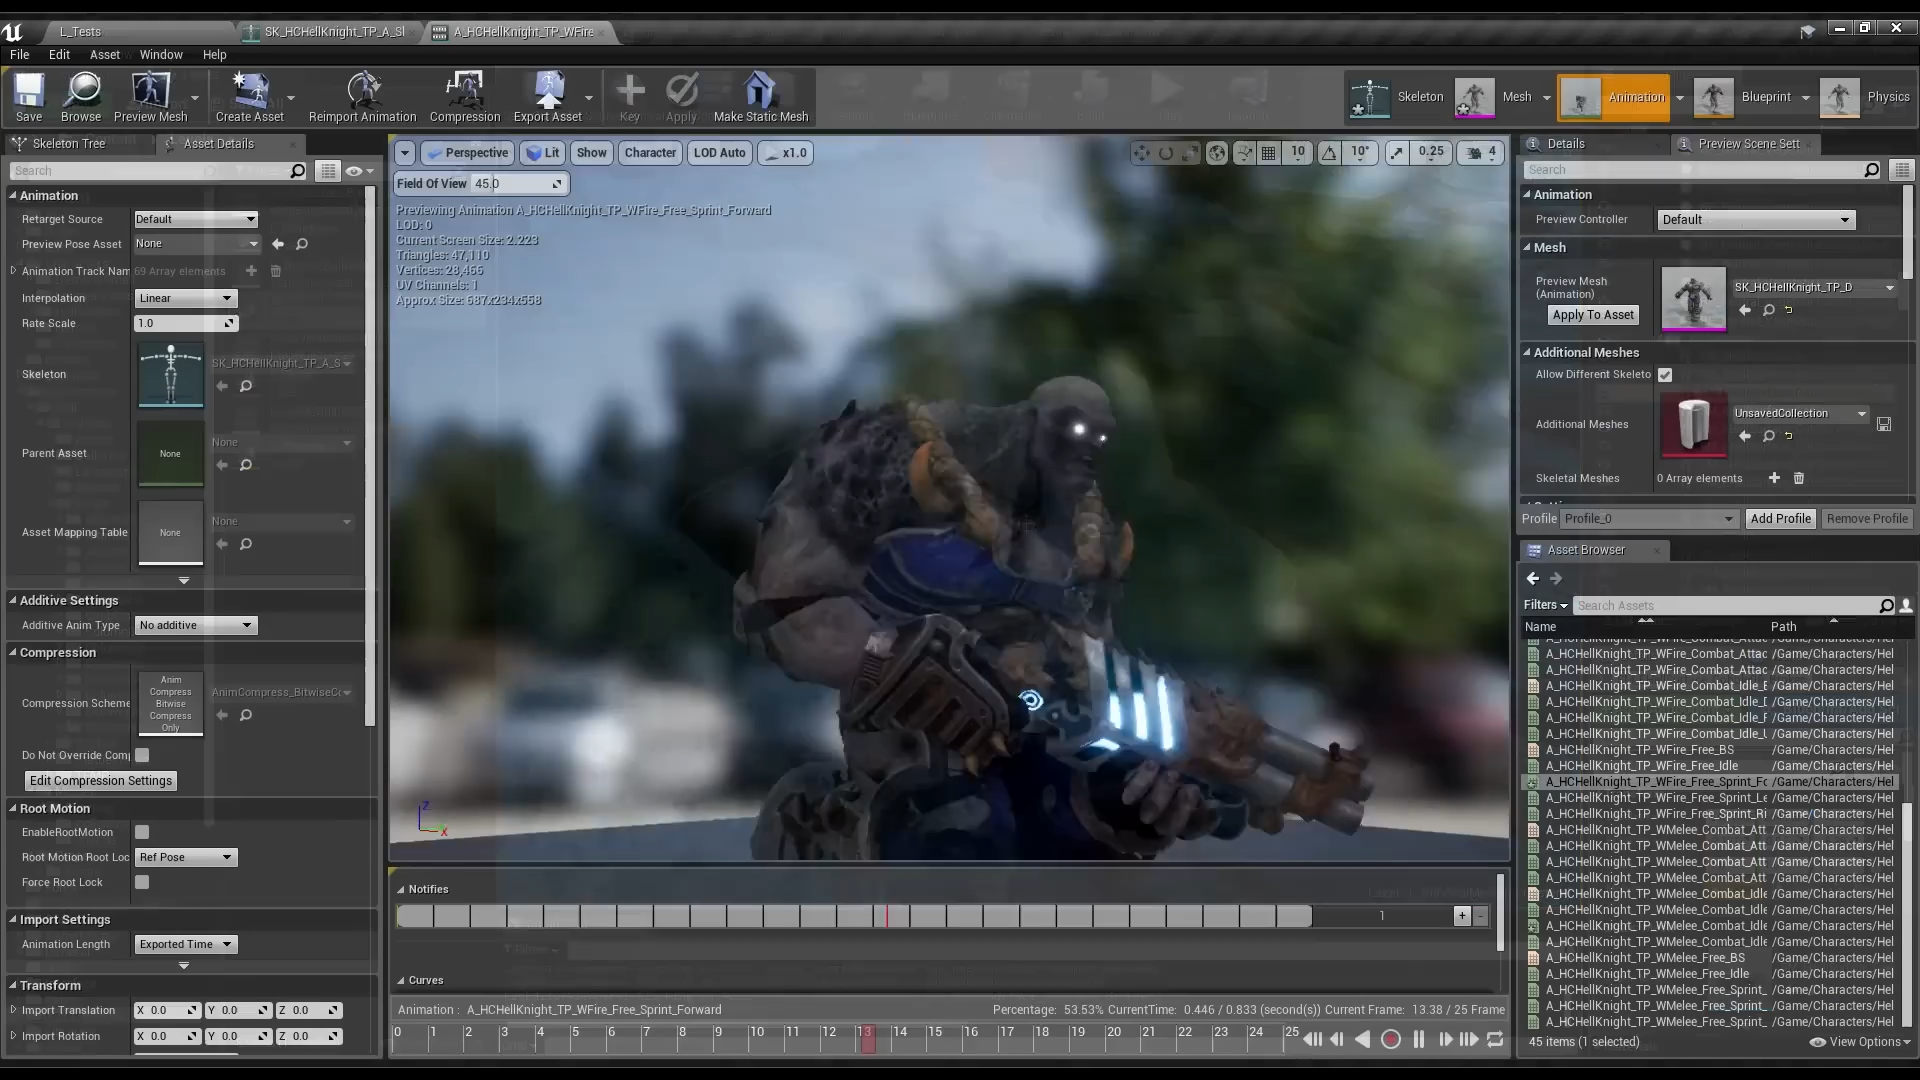 L_Tests
SK_HCHellKnight_TP_A_Sl
A_HCHellKnight_TP_WFire
File Edit Asset Window Help
Save
Browse
Preview Mesh
Create Asset
Reimport Animation
Compression
Export Asset
Key
Apply
Make Static Mesh
Skeleton
Mesh
Animation
Blueprint
Physics
Skeleton Tree
Asset Details
Search
Animation
Retarget Source Default
Preview Pose Asset None
Animation Track Nam 69 Array elements
Interpolation Linear
Rate Scale 1.0
Skeleton SK_HCHellKnight_TP_A_S
Parent Asset None None
Asset Mapping Table None None
Additive Settings
Additive Anim Type No additive
Compression
Compression Scheme
Anim
Compress
Bitwise
Compress
Only
AnimCompress_BitwiseCo
Do Not Override Comp
Edit Compression Settings
Root Motion
EnableRootMotion
Root Motion Root Loc Ref Pose
Force Root Lock
Import Settings
Animation Length Exported Time
Transform
Import Translation X 0.0 Y 0.0 Z 0.0
Import Rotation X 0.0 Y 0.0 Z 0.0
Perspective Lit Show Character LOD Auto x1.0
10 10° 0.25 4
Field Of View 45.0
Previewing Animation A_HCHellKnight_TP_WFire_Free_Sprint_Forward
LOD: 0
Current Screen Size: 2.223
Triangles: 47,110
Vertices: 28,466
UV Channels: 1
Approx Size: 687x234x558
Z
X
Notifies
1
+ -
Curves
Animation : A_HCHellKnight_TP_WFire_Free_Sprint_Forward
Percentage: 53.53% CurrentTime: 0.446 / 0.833 (second(s)) Current Frame: 13.38 / 25 Frame
0 1 2 3 4 5 6 7 8 9 10 11 12 13 14 15 16 17 18 19 20 21 22 23 24 25
Details
Preview Scene Sett
Search
Animation
Preview Controller Default
Mesh
Preview Mesh
(Animation)
Apply To Asset
SK_HCHellKnight_TP_D
Additional Meshes
Allow Different Skeleto
Additional Meshes UnsavedCollection
Skeletal Meshes 0 Array elements
Profile Profile_0 Add Profile Remove Profile
Asset Browser
Filters Search Assets
Name Path
A_HCHellKnight_TP_WFire_Combat_Attac /Game/Characters/Hel
A_HCHellKnight_TP_WFire_Combat_Attac /Game/Characters/Hel
A_HCHellKnight_TP_WFire_Combat_Attac /Game/Characters/Hel
A_HCHellKnight_TP_WFire_Combat_Idle_B /Game/Characters/Hel
A_HCHellKnight_TP_WFire_Combat_Idle_D /Game/Characters/Hel
A_HCHellKnight_TP_WFire_Combat_Idle_F /Game/Characters/Hel
A_HCHellKnight_TP_WFire_Combat_Idle_U /Game/Characters/Hel
A_HCHellKnight_TP_WFire_Free_BS /Game/Characters/Hel
A_HCHellKnight_TP_WFire_Free_Idle /Game/Characters/Hel
A_HCHellKnight_TP_WFire_Free_Sprint_Fo /Game/Characters/Hel
A_HCHellKnight_TP_WFire_Free_Sprint_Le /Game/Characters/Hel
A_HCHellKnight_TP_WFire_Free_Sprint_Ri /Game/Characters/Hel
A_HCHellKnight_TP_WMelee_Combat_Att /Game/Characters/Hel
A_HCHellKnight_TP_WMelee_Combat_Att /Game/Characters/Hel
A_HCHellKnight_TP_WMelee_Combat_Att /Game/Characters/Hel
A_HCHellKnight_TP_WMelee_Combat_Att /Game/Characters/Hel
A_HCHellKnight_TP_WMelee_Combat_Idle /Game/Characters/Hel
A_HCHellKnight_TP_WMelee_Combat_Idle /Game/Characters/Hel
A_HCHellKnight_TP_WMelee_Combat_Idle /Game/Characters/Hel
A_HCHellKnight_TP_WMelee_Combat_Idle /Game/Characters/Hel
A_HCHellKnight_TP_WMelee_Free_BS /Game/Characters/Hel
A_HCHellKnight_TP_WMelee_Free_Idle /Game/Characters/Hel
A_HCHellKnight_TP_WMelee_Free_Sprint_ /Game/Characters/Hel
A_HCHellKnight_TP_WMelee_Free_Sprint_ /Game/Characters/Hel
A_HCHellKnight_TP_WMelee_Free_Sprint_ /Game/Characters/Hel
45 items (1 selected) View Options